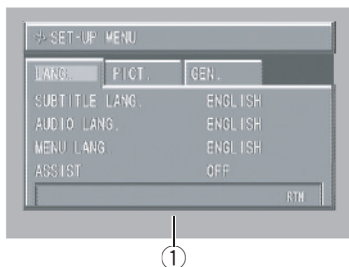 SET-UP MENU
LANG. PICT. GEN.
SUBTITLE LANG. ENGLISH
AUDIO LANG. ENGLISH
MENU LANG. ENGLISH
ASSIST OFF
RTN
1